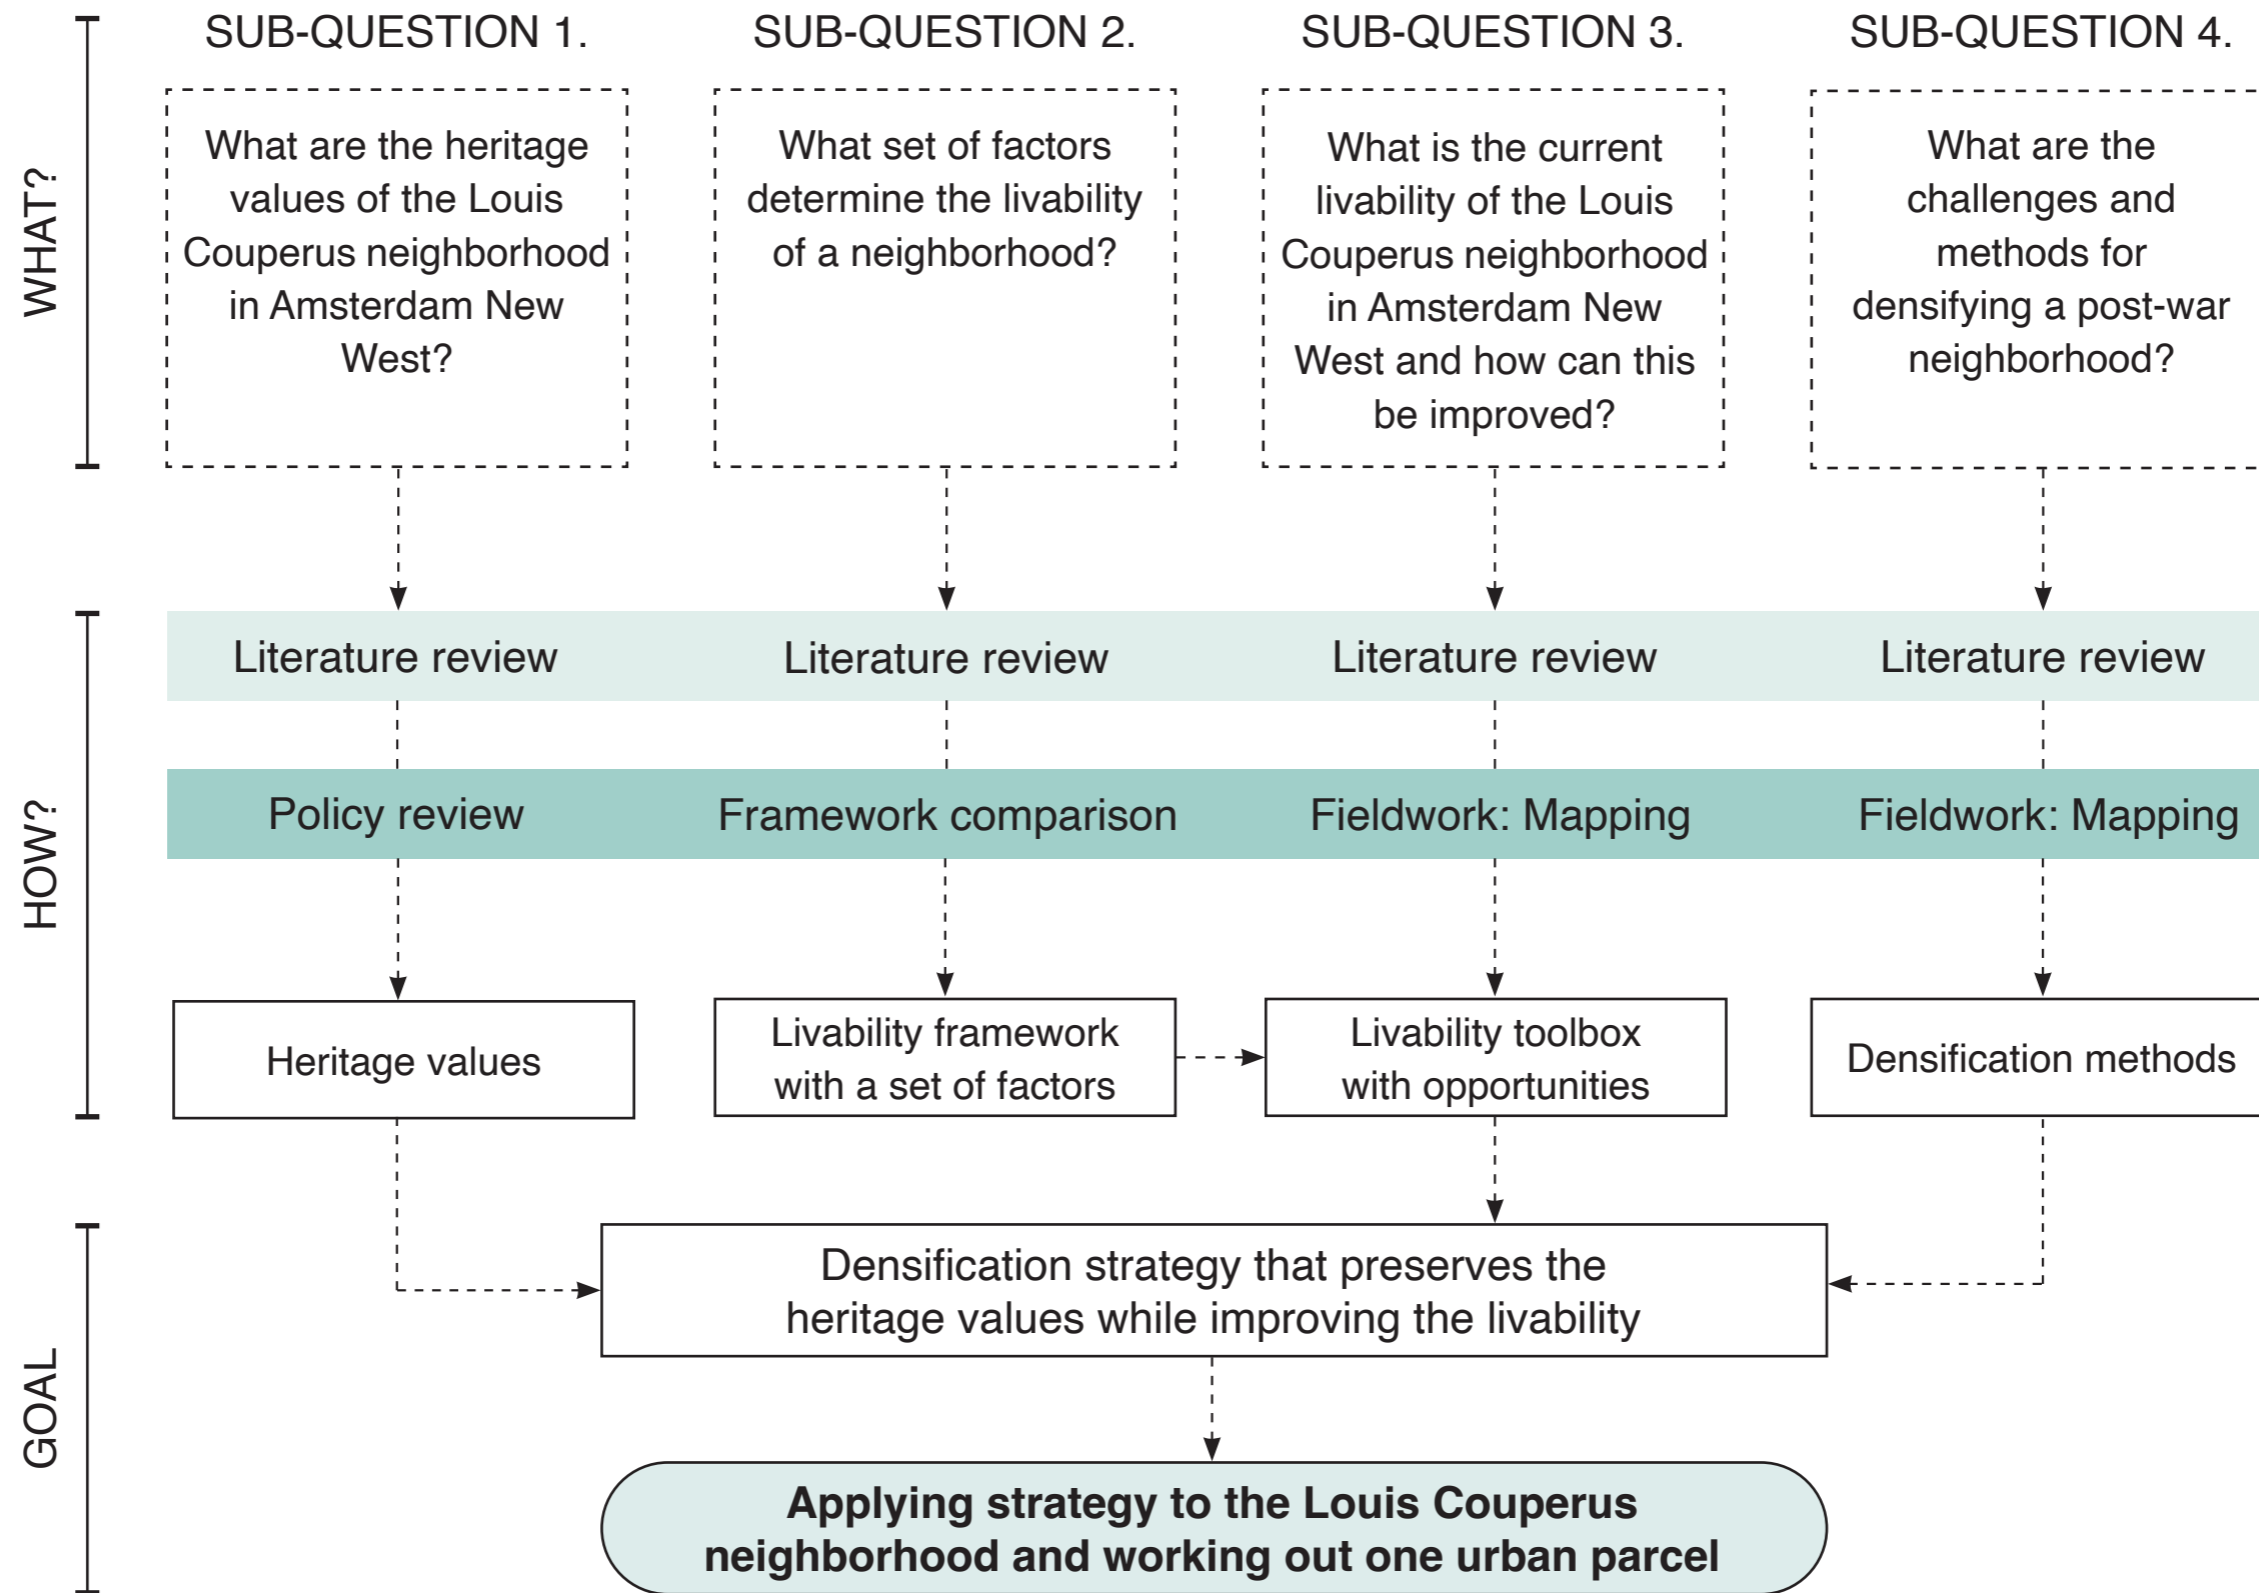 WHAT?
SUB-QUESTION 1.
What are the heritage
values of the Louis
Couperus neighborhood
in Amsterdam New
West?
SUB-QUESTION 2.
What set of factors
determine the livability
of a neighborhood?
SUB-QUESTION 3.
What is the current
livability of the Louis
Couperus neighborhood
in Amsterdam New
West and how can this
be improved?
SUB-QUESTION 4.
What are the
challenges and
methods for
densifying a post-war
neighborhood?
HOW?
Literature review
Literature review
Literature review
Literature review
Policy review
Framework comparison
Fieldwork: Mapping
Fieldwork: Mapping
Heritage values
Livability framework
with a set of factors
Livability toolbox
with opportunities
Densification methods
GOAL
Densification strategy that preserves the
heritage values while improving the livability
Applying strategy to the Louis Couperus
neighborhood and working out one urban parcel